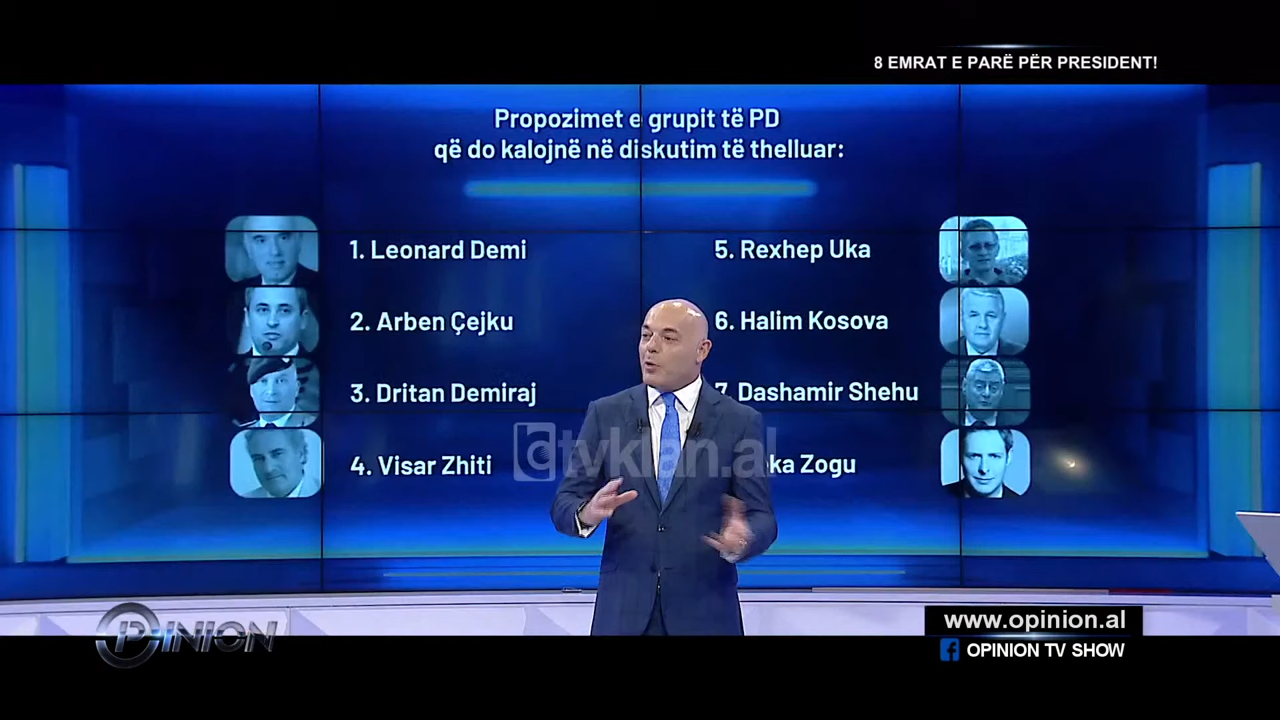 8 EMRAT E PARË PËR PRESIDENT!
Propozimet e grupit të PD
që do kalojnë në diskutim të thelluar:
1. Leonard Demi
2. Arben Çejku
3. Dritan Demiraj
4. Visar Zhiti
5. Rexhep Uka
6. Halim Kosova
7. Dashamir Shehu
Zogu
tvklan.al
OPINION
www.opinion.al
OPINION TV SHOW